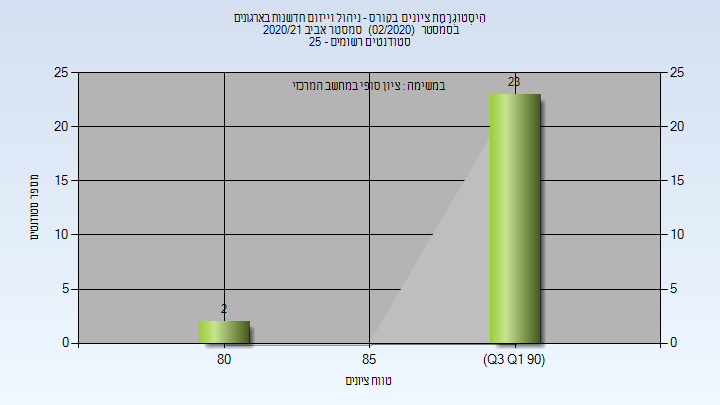 היסטוגרמת ציונים בקורס - ניהול וייזום חדשנות בארגונים
בסמסטר (02/2020) סמסטר אביב 2020/21
סטודנטים רשומים - 25
במשימה : ציון סופי במחשב המרכזי
25
20
15
10
5
0
25
20
15
10
5
0
2
23
80
85
(Q3 Q1 90)
מספר סטודנטים
טווח ציונים